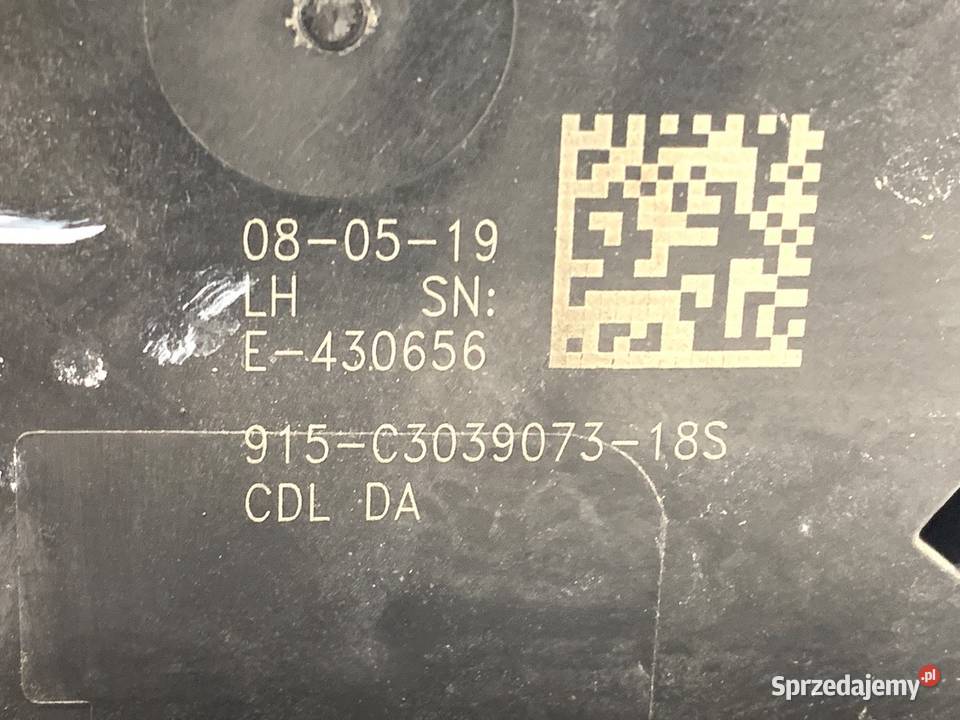 08-05-19
LH SN:
E-430656
915-C3039073-18S
CDL DA
Sprzedajemy.pl